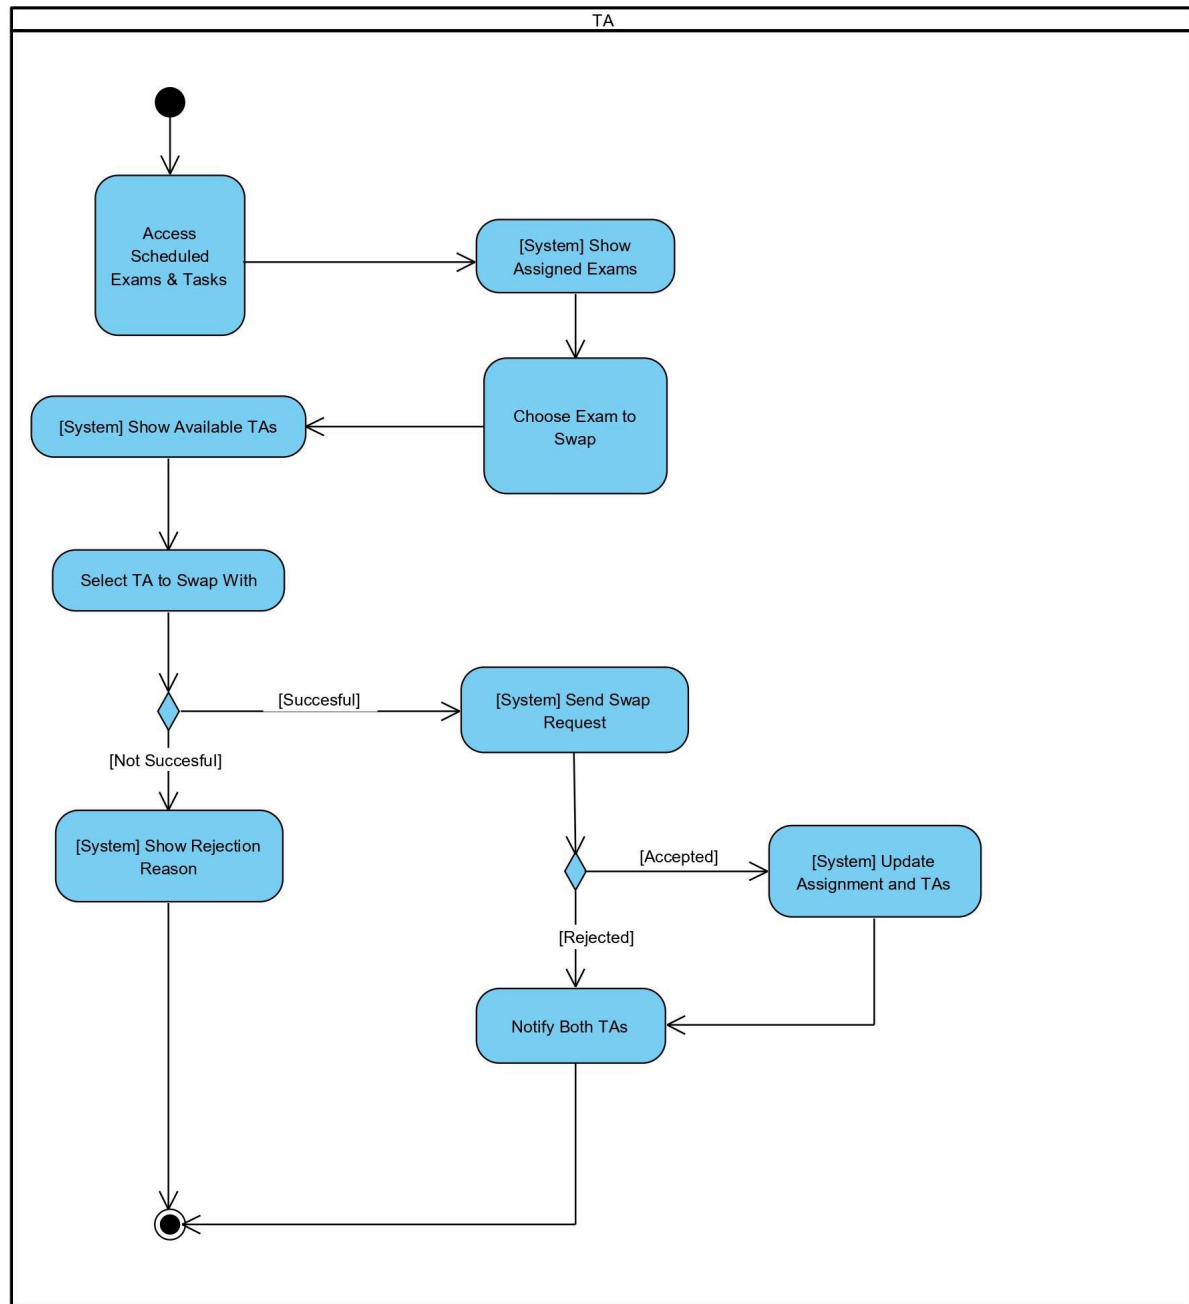 TA
Access
Scheduled
Exams & Tasks
[System] Show
Assigned Exams
Choose Exam to
Swap
[System] Show Available TAs
Select TA to Swap With
[Succesful]
[System] Send Swap
Request
[Not Succesful]
[System] Show Rejection
Reason
[Accepted]
[System] Update
Assignment and TAs
[Rejected]
Notify Both TAs